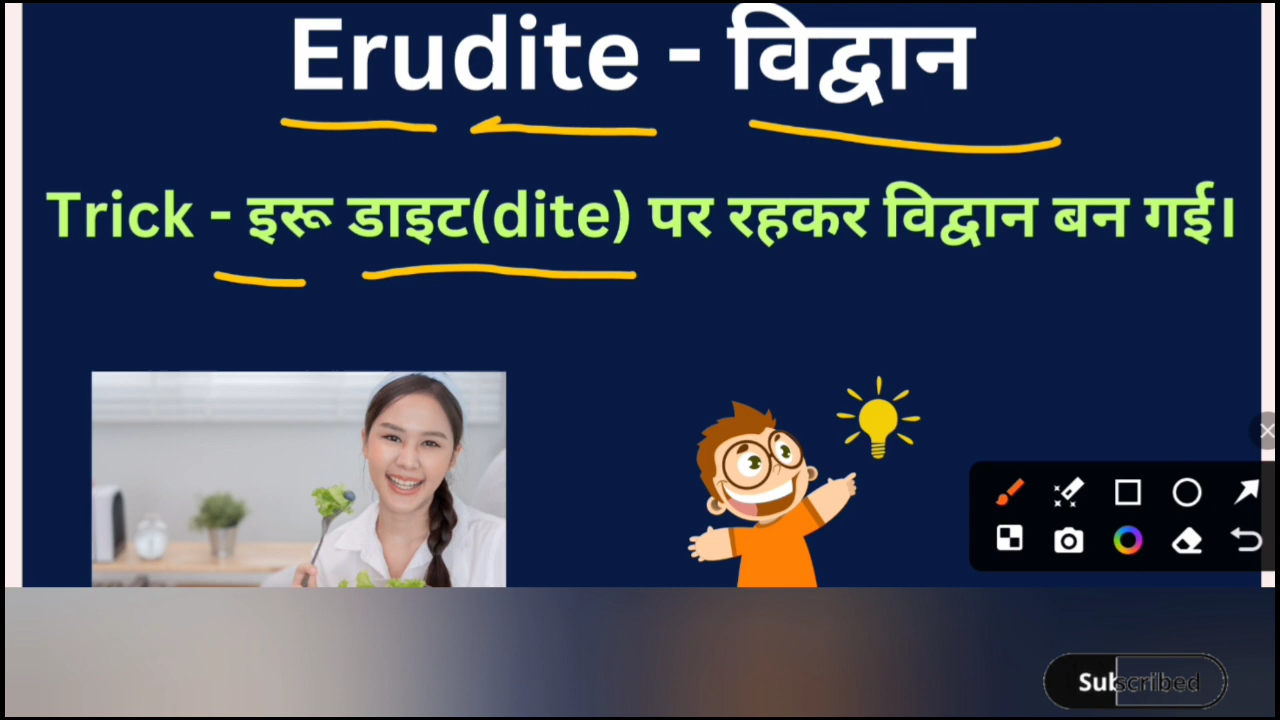 Erudite - विद्वान
Trick - इरू डाइट(dite) पर रहकर विद्वान बन गई।
Subscribed